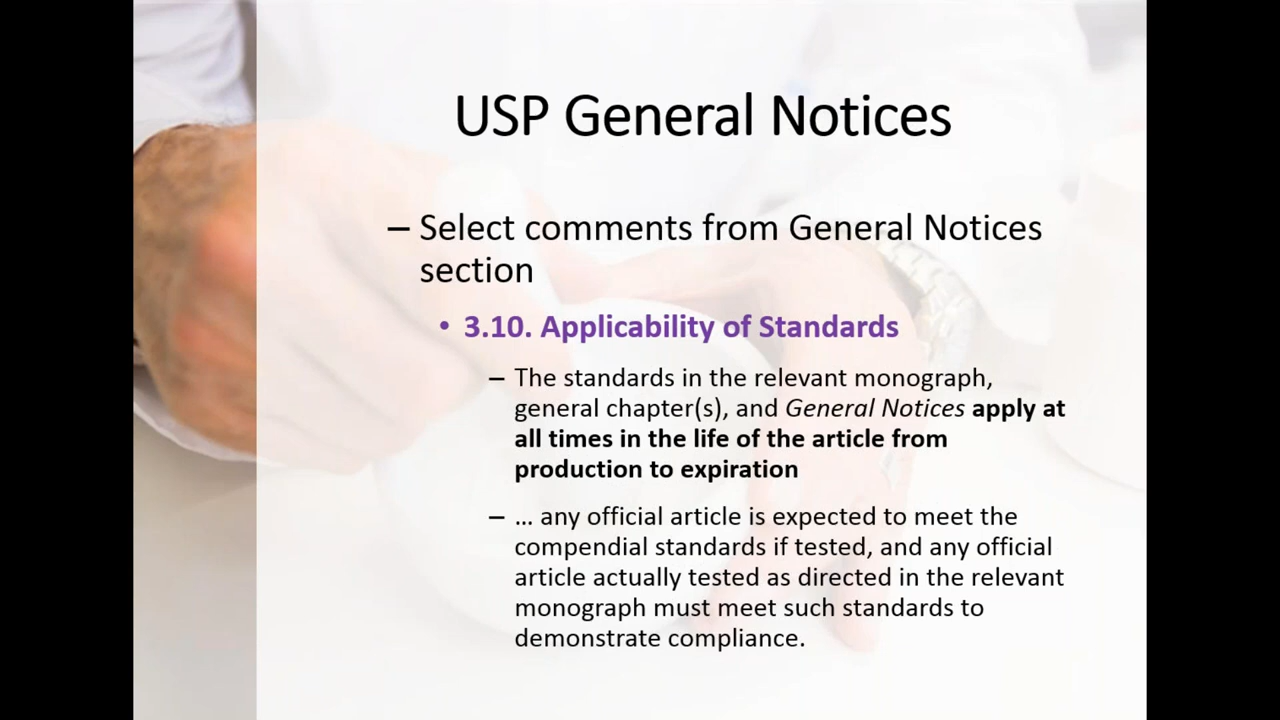 USP General Notices
– Select comments from General Notices
section
• 3.10. Applicability of Standards
– The standards in the relevant monograph,
general chapter(s), and General Notices apply at
all times in the life of the article from
production to expiration
– … any official article is expected to meet the
compendial standards if tested, and any official
article actually tested as directed in the relevant
monograph must meet such standards to
demonstrate compliance.